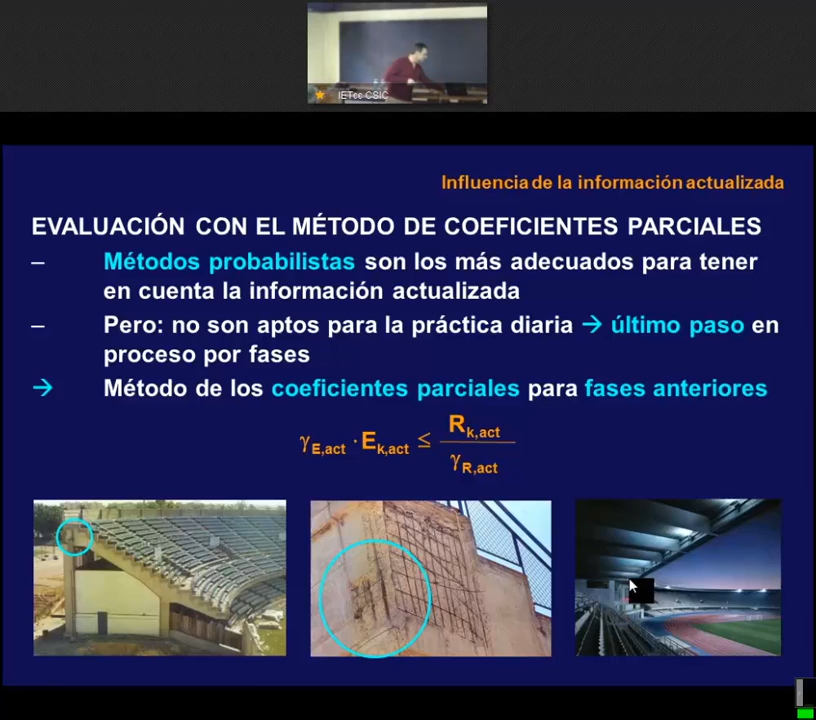 IETcc CSIC
Influencia de la información actualizada
EVALUACIÓN CON EL MÉTODO DE COEFICIENTES PARCIALES
– Métodos probabilistas son los más adecuados para tener
en cuenta la información actualizada
– Pero: no son aptos para la práctica diaria → último paso en
proceso por fases
→ Método de los coeficientes parciales para fases anteriores
γE,act · Ek,act ≤ Rk,act / γR,act